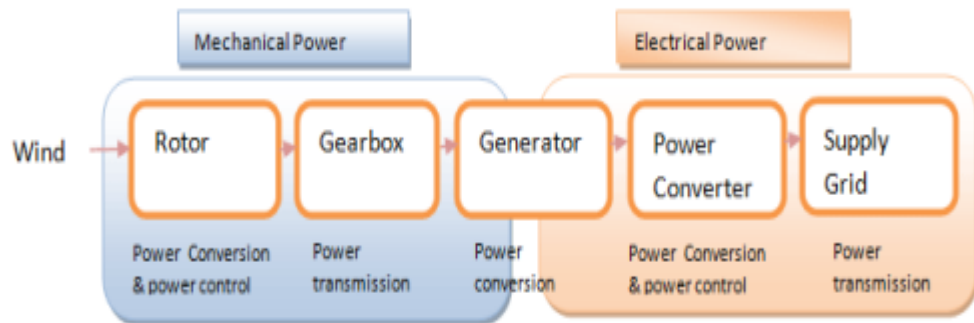 Mechanical Power
Electrical Power
Wind
Rotor
Gearbox
Generator
Power
Converter
Supply
Grid
Power Conversion
& power control
Power
transmission
Power
conversion
Power Conversion
& power control
Power
transmission